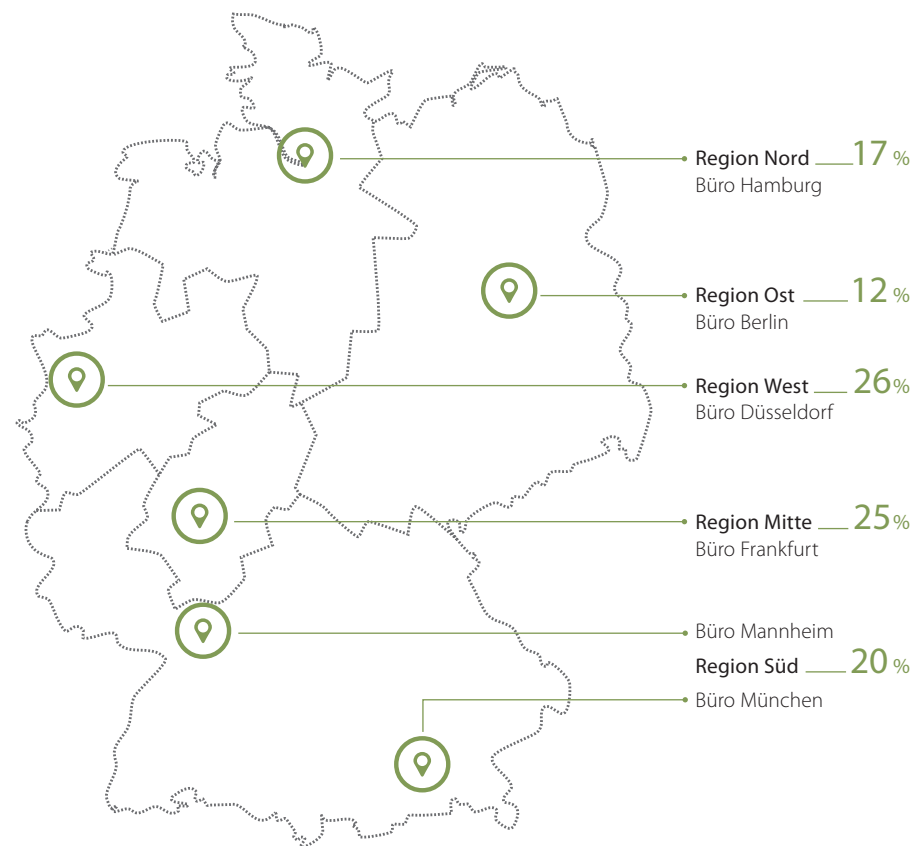 Region Nord 17 %
Büro Hamburg
Region Ost 12 %
Büro Berlin
Region West 26 %
Büro Düsseldorf
Region Mitte 25 %
Büro Frankfurt
Büro Mannheim
Region Süd 20 %
Büro München